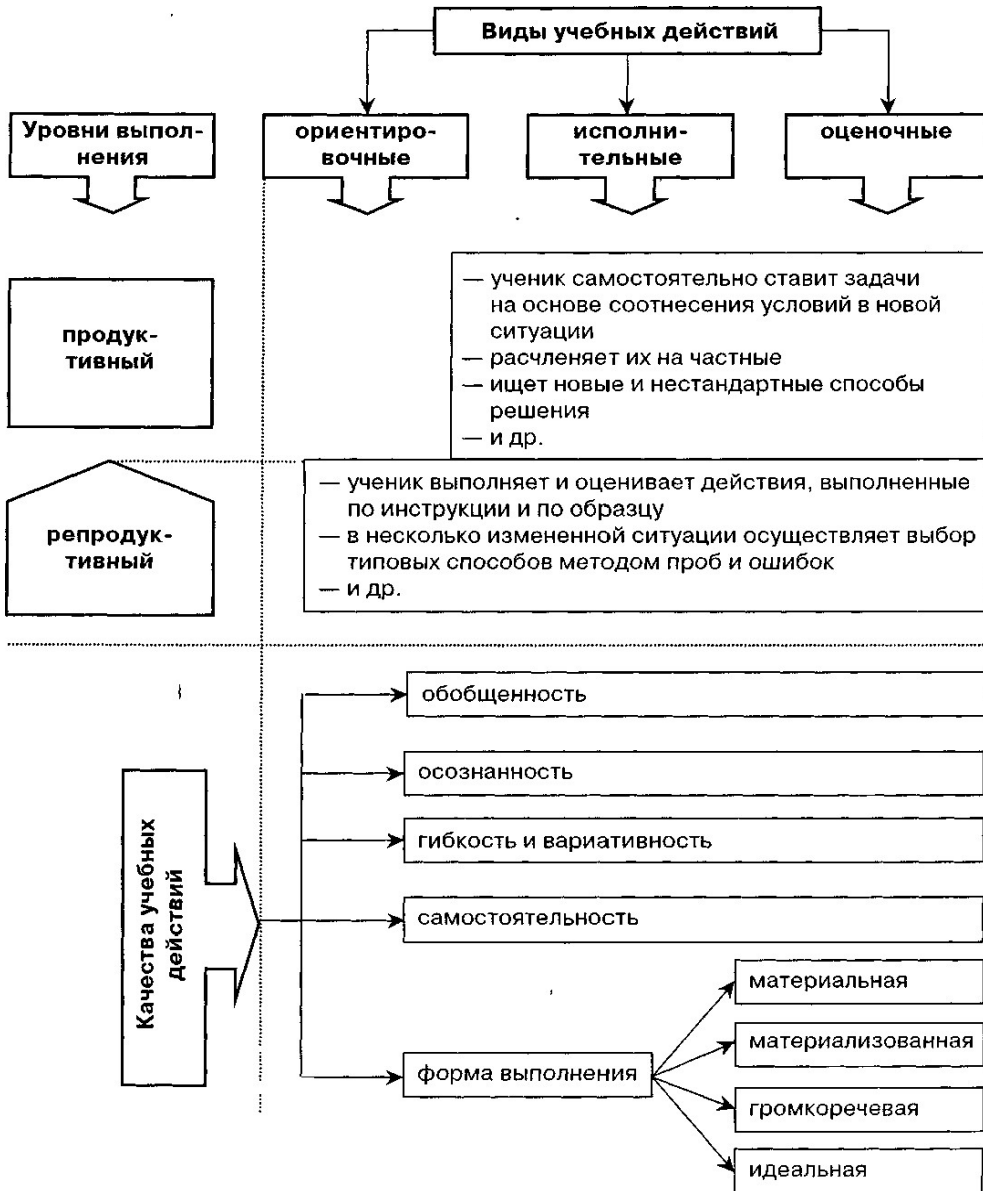 Виды учебных действий
Уровни выпол-
нения
ориентиро-
вочные
исполни-
тельные
оценочные
продук-
тивный
— ученик самостоятельно ставит задачи
на основе соотнесения условий в новой
ситуации
— расчленяет их на частные
— ищет новые и нестандартные способы
решения
— и др.
репродук-
тивный
— ученик выполняет и оценивает действия, выполненные
по инструкции и по образцу
— в несколько измененной ситуации осуществляет выбор
типовых способов методом проб и ошибок
— и др.
Качества учебных
действий
обобщенность
осознанность
гибкость и вариативность
самостоятельность
форма выполнения
материальная
материализованная
громкоречевая
идеальная